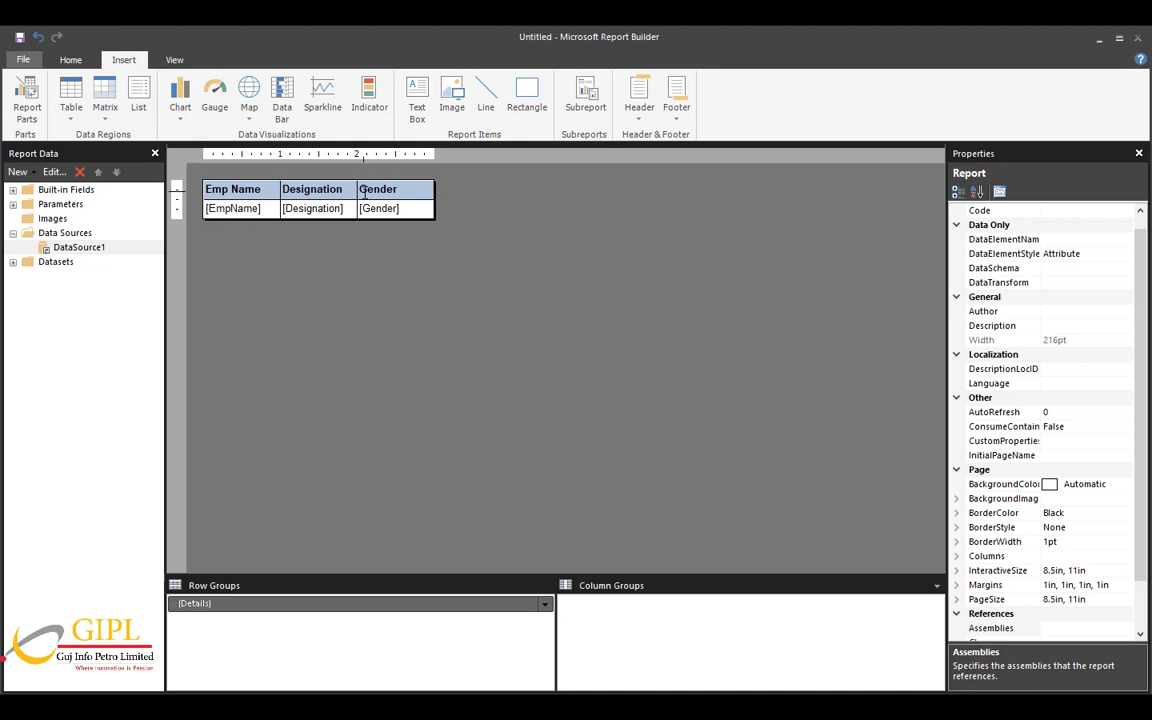 Untitled - Microsoft Report Builder
File Home Insert View
Report Parts Table Matrix List Chart Gauge Map Data Bar Sparkline Indicator Text Box Image Line Rectangle Subreport Header Footer
Parts Data Regions Data Visualizations Report Items Subreports Header & Footer
Report Data
New Edit...
Built-in Fields
Parameters
Images
Data Sources
DataSource1
Datasets
1 2
Emp Name Designation Gender
[EmpName] [Designation] [Gender]
Row Groups
(Details)
Column Groups
Properties
Report
Code
Data Only
DataElementNam
DataElementStyle Attribute
DataSchema
DataTransform
General
Author
Description
Width 216pt
Localization
DescriptionLocID
Language
Other
AutoRefresh 0
ConsumeContain False
CustomProperties
InitialPageName
Page
BackgroundColo Automatic
BackgroundImag
BorderColor Black
BorderStyle None
BorderWidth 1pt
Columns
InteractiveSize 8.5in, 11in
Margins 1in, 1in, 1in, 1in
PageSize 8.5in, 11in
References
Assemblies
Assemblies
Specifies the assemblies that the report
references.
GIPL
Guj Info Petro Limited
Where Innovation is Passion